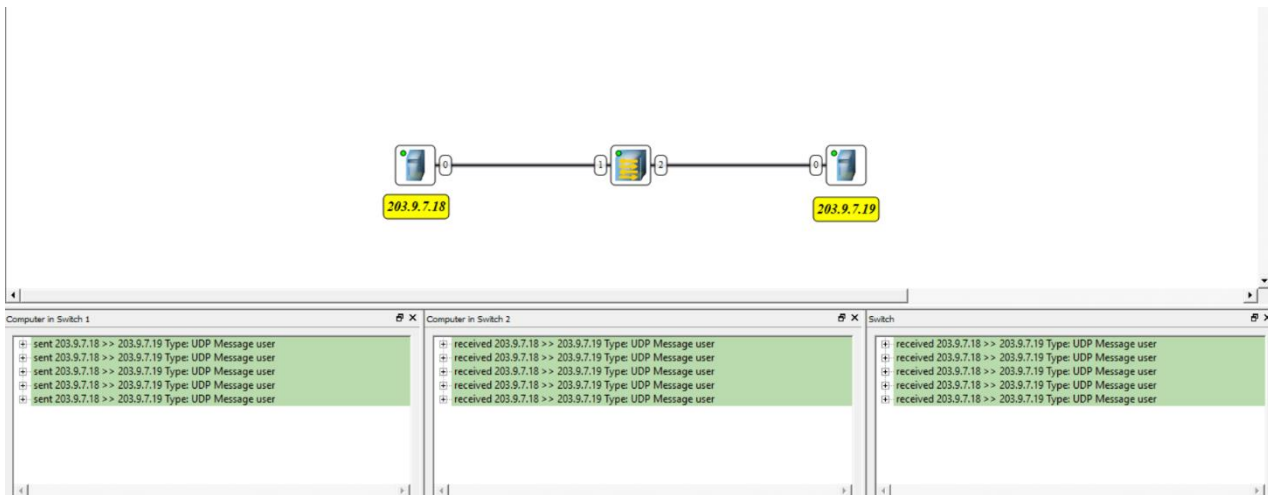 0
1
2
0
203.9.7.18
203.9.7.19
Computer in Switch 1
sent 203.9.7.18 >> 203.9.7.19 Type: UDP Message user
sent 203.9.7.18 >> 203.9.7.19 Type: UDP Message user
sent 203.9.7.18 >> 203.9.7.19 Type: UDP Message user
sent 203.9.7.18 >> 203.9.7.19 Type: UDP Message user
sent 203.9.7.18 >> 203.9.7.19 Type: UDP Message user
Computer in Switch 2
received 203.9.7.18 >> 203.9.7.19 Type: UDP Message user
received 203.9.7.18 >> 203.9.7.19 Type: UDP Message user
received 203.9.7.18 >> 203.9.7.19 Type: UDP Message user
received 203.9.7.18 >> 203.9.7.19 Type: UDP Message user
received 203.9.7.18 >> 203.9.7.19 Type: UDP Message user
Switch
received 203.9.7.18 >> 203.9.7.19 Type: UDP Message user
received 203.9.7.18 >> 203.9.7.19 Type: UDP Message user
received 203.9.7.18 >> 203.9.7.19 Type: UDP Message user
received 203.9.7.18 >> 203.9.7.19 Type: UDP Message user
received 203.9.7.18 >> 203.9.7.19 Type: UDP Message user